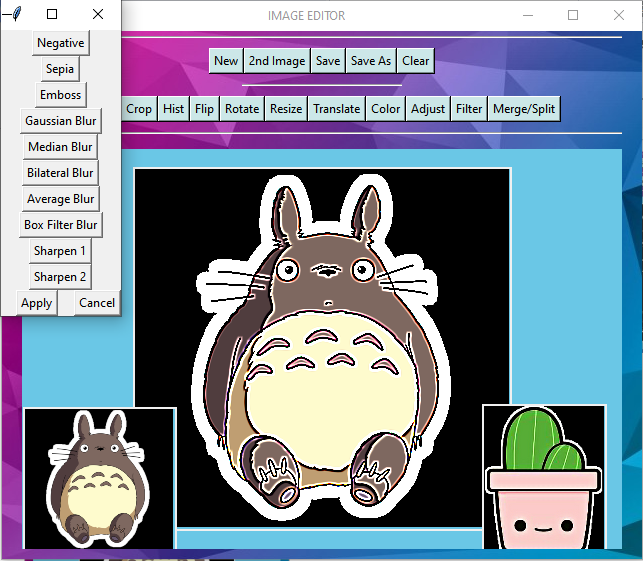 IMAGE EDITOR
New 2nd Image Save Save As Clear
Crop Hist Flip Rotate Resize Translate Color Adjust Filter Merge/Split
Negative
Sepia
Emboss
Gaussian Blur
Median Blur
Bilateral Blur
Average Blur
Box Filter Blur
Sharpen 1
Sharpen 2
Apply Cancel